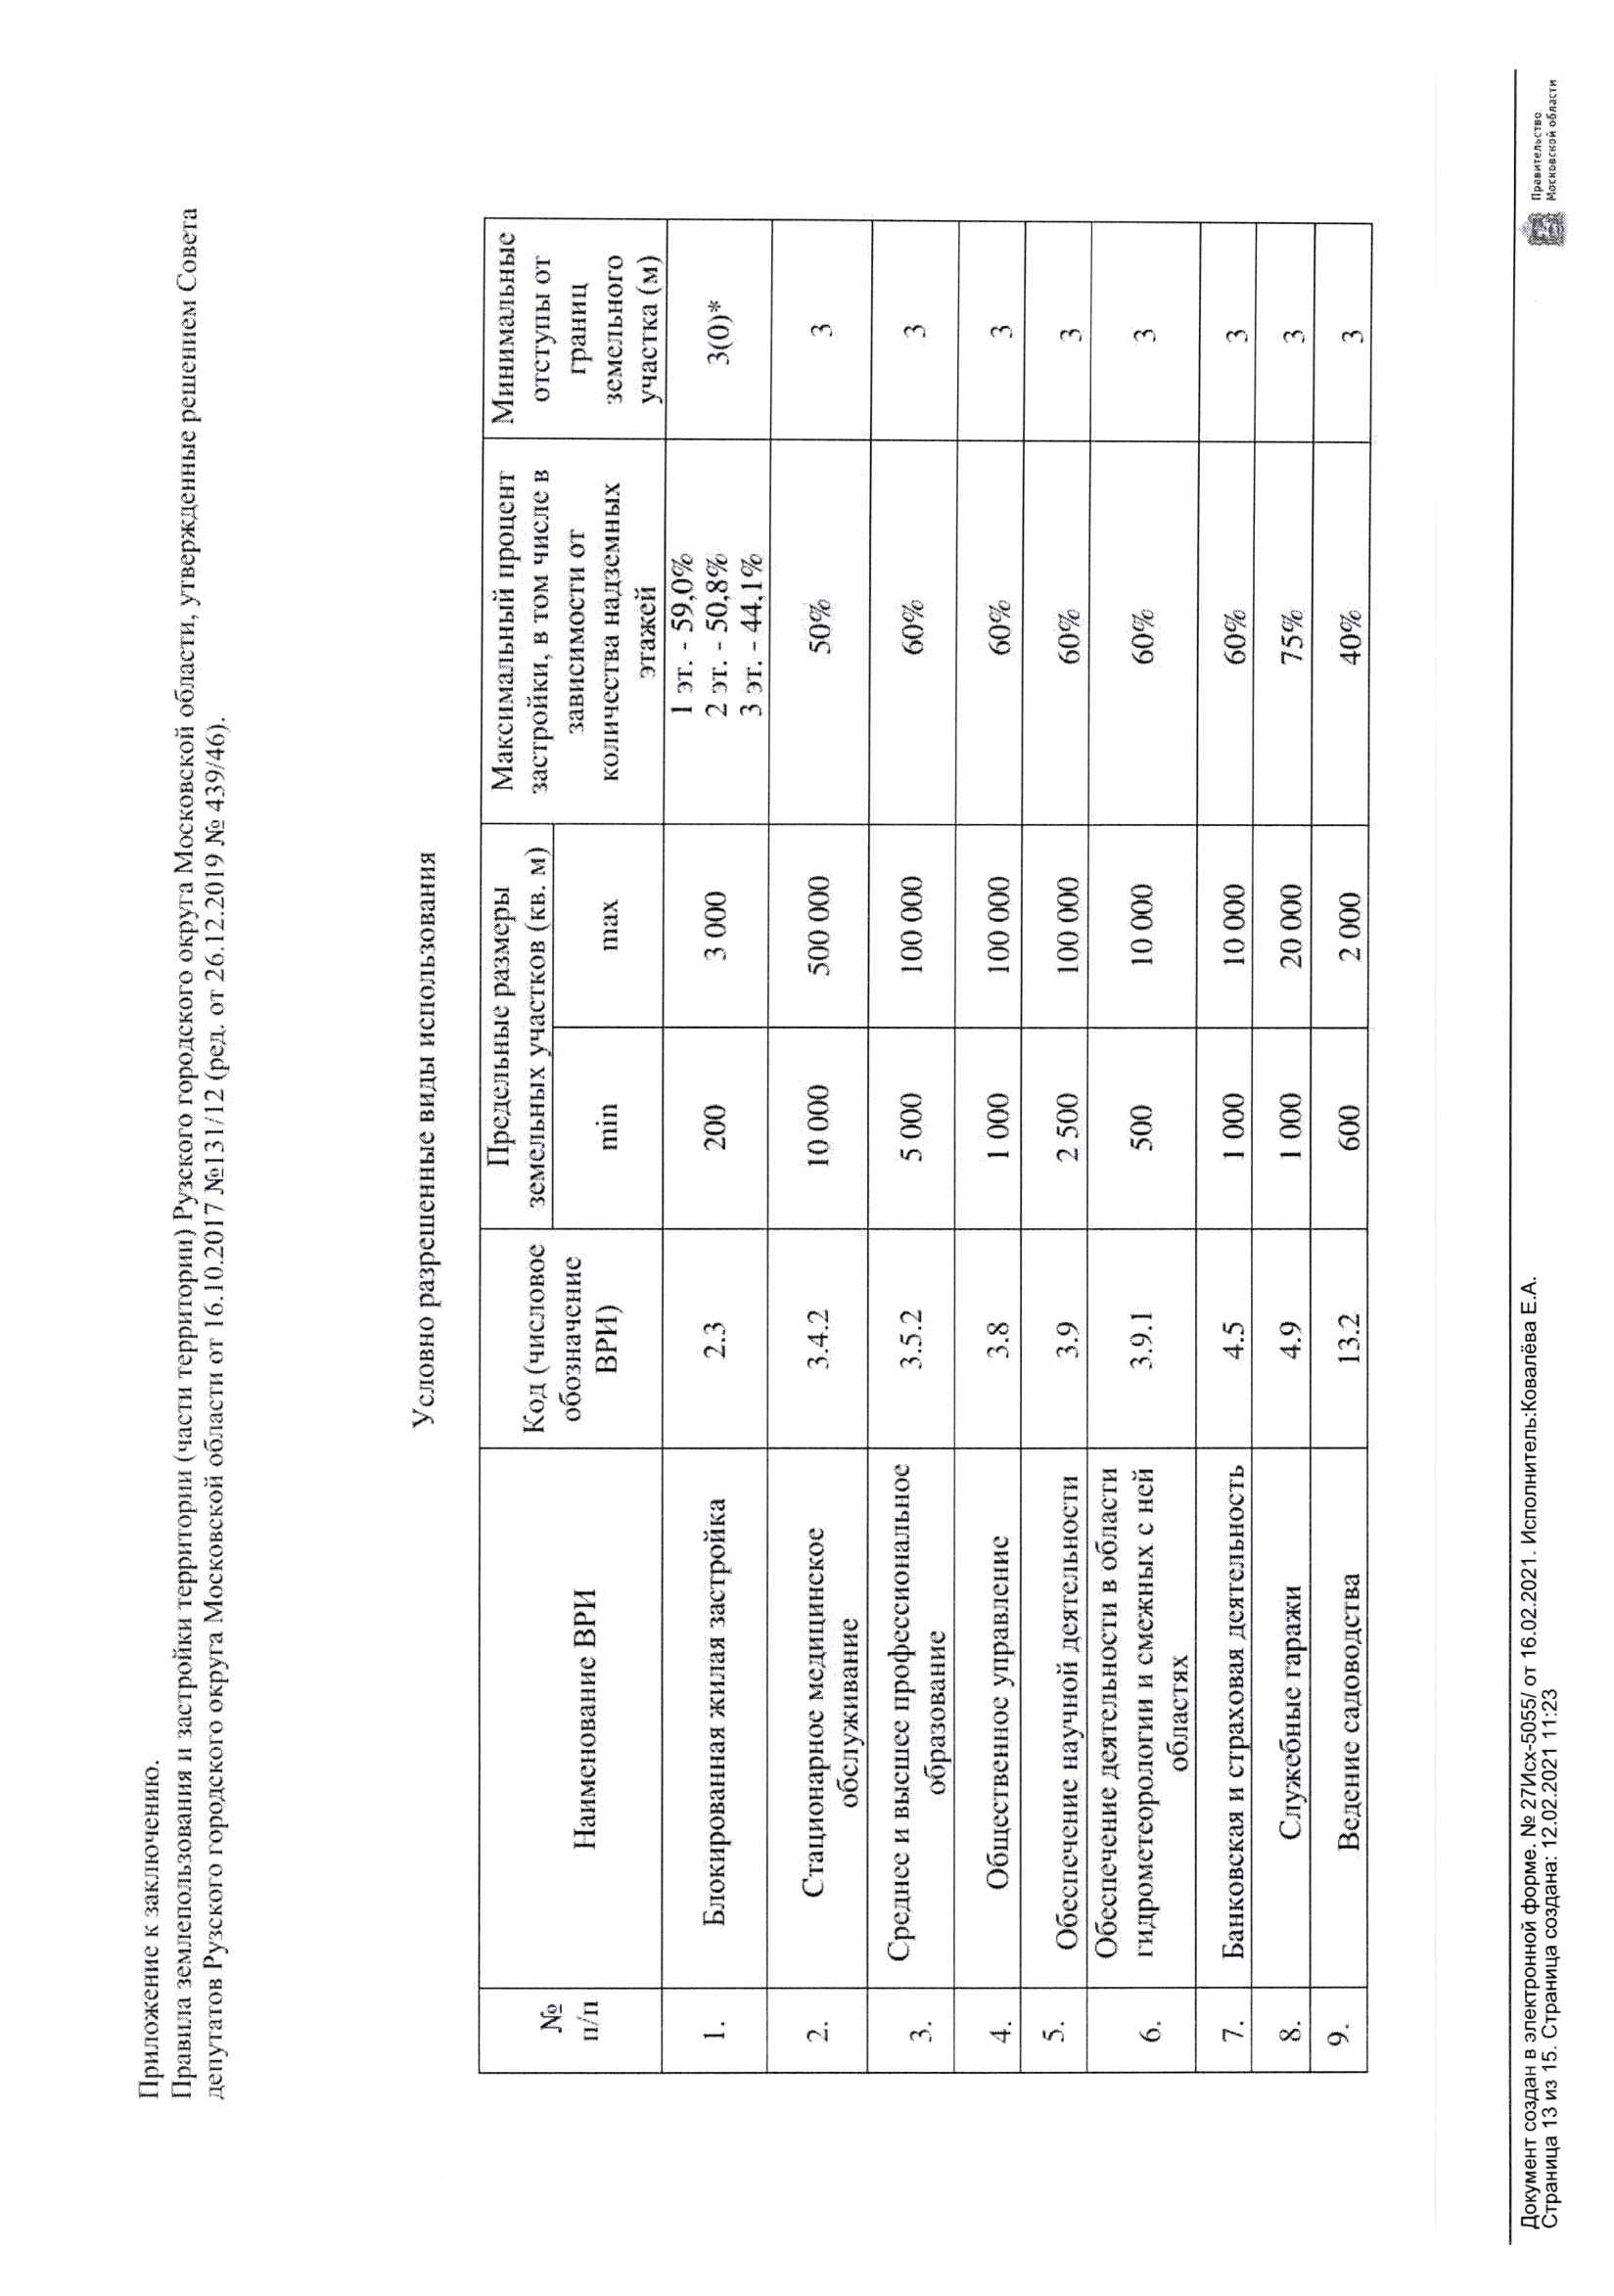 Приложение к заключению.
Правила землепользования и застройки территории (части территории) Рузского городского округа Московской области, утвержденные решением Совета
депутатов Рузского городского округа Московской области от 16.10.2017 №131/12 (ред. от 26.12.2019 № 439/46).
Условно разрешенные виды использования
№
п/п
Наименование ВРИ
Код (числовое
обозначение
ВРИ)
Предельные размеры
земельных участков (кв. м)
min
max
Максимальный процент
застройки, в том числе в
зависимости от
количества надземных
этажей
Минимальные
отступы от
границ
земельного
участка (м)
1.
Блокированная жилая застройка
2.3
200
3 000
1 эт. - 59,0%
2 эт. - 50,8%
3 эт. - 44,1%
3(0)*
2.
Стационарное медицинское
обслуживание
3.4.2
10 000
500 000
50%
3
3.
Среднее и высшее профессиональное
образование
3.5.2
5 000
100 000
60%
3
4.
Общественное управление
3.8
1 000
100 000
60%
3
5.
Обеспечение научной деятельности
3.9
2 500
100 000
60%
3
6.
Обеспечение деятельности в области
гидрометеорологии и смежных с ней
областях
3.9.1
500
10 000
60%
3
7.
Банковская и страховая деятельность
4.5
1 000
10 000
60%
3
8.
Служебные гаражи
4.9
1 000
20 000
75%
3
9.
Ведение садоводства
13.2
600
2 000
40%
3
Документ создан в электронной форме. № 27Исх-5055/ от 16.02.2021. Исполнитель:Ковалёва Е.А.
Страница 13 из 15. Страница создана: 12.02.2021 11:23
Правительство
Московской области